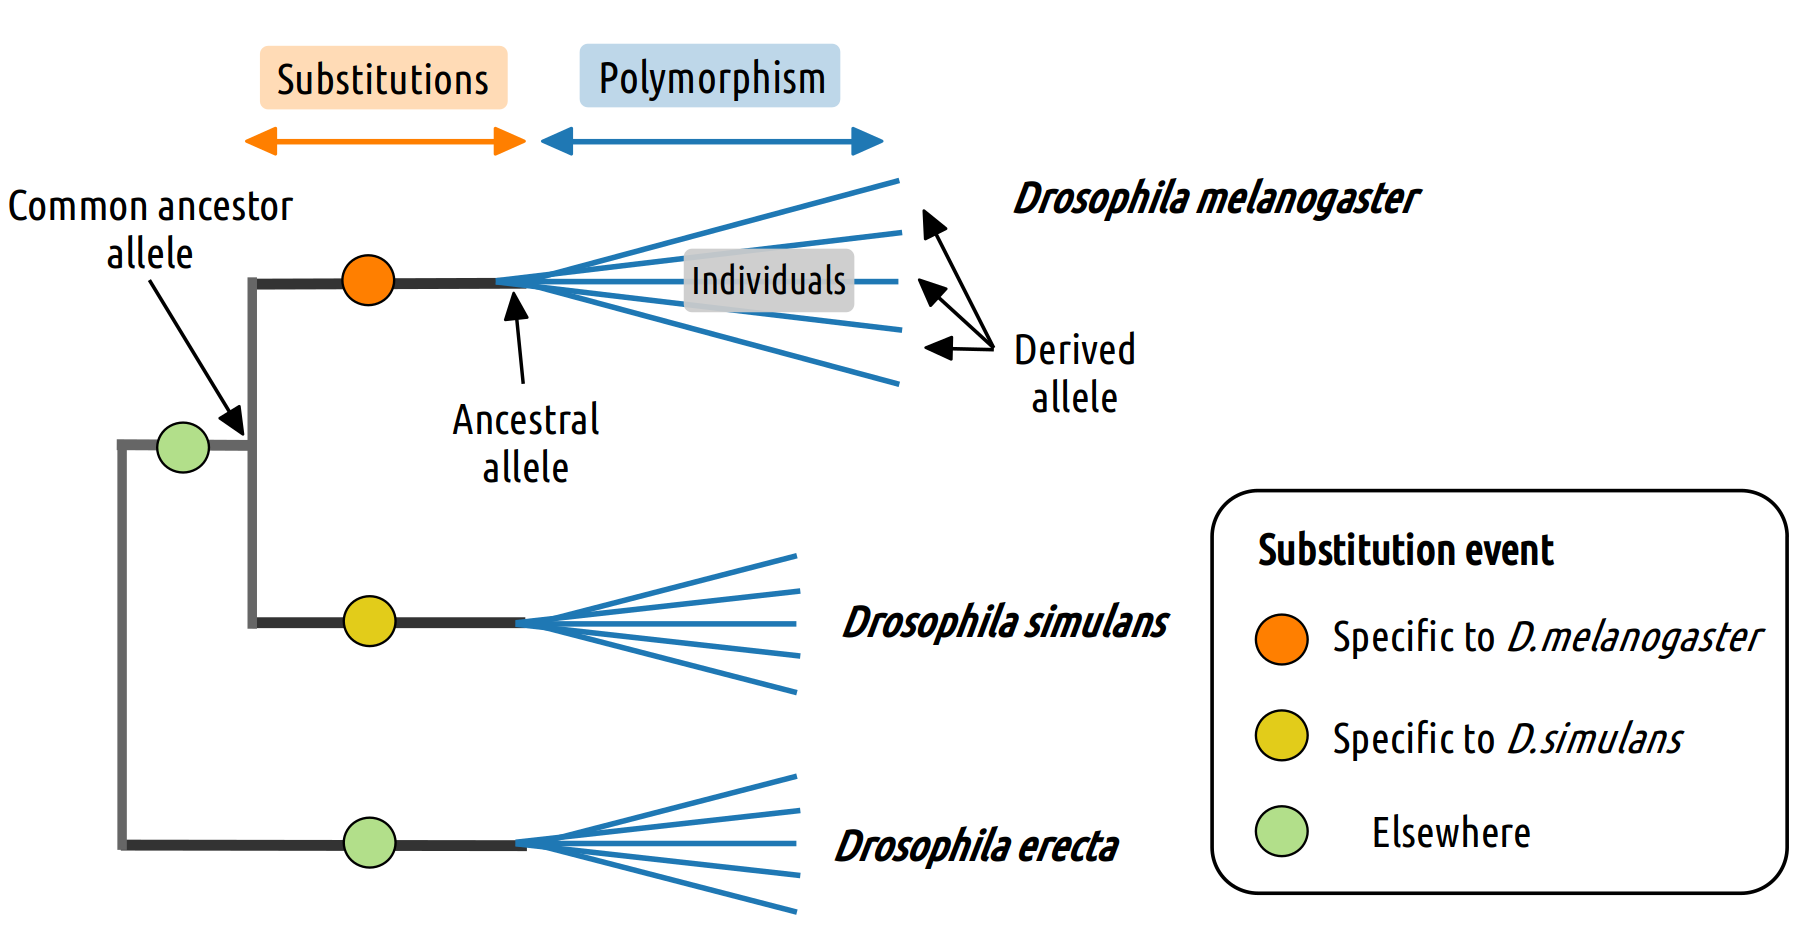 Substitutions
Polymorphism
Common ancestor
allele
Drosophila melanogaster
Individuals
Derived
allele
Ancestral
allele
Drosophila simulans
Drosophila erecta
Substitution event
Specific to D.melanogaster
Specific to D.simulans
Elsewhere